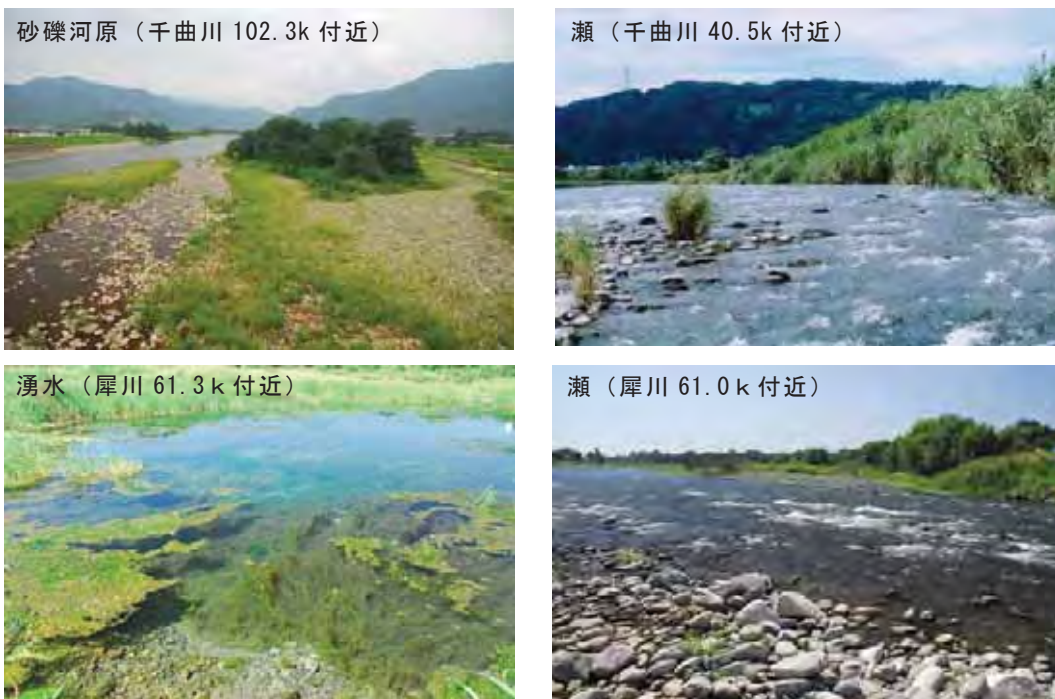 砂礫河原（千曲川 102.3k 付近）
瀬（千曲川 40.5k 付近）
湧水（犀川 61.3ｋ付近）
瀬（犀川 61.0ｋ付近）